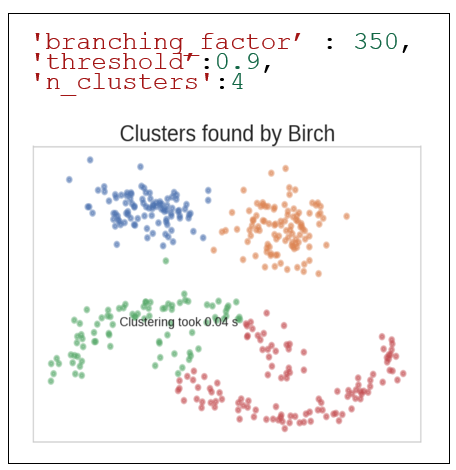 'branching_factor’ : 350,
'threshold’:0.9,
'n_clusters':4
Clusters found by Birch
Clustering took 0.04 s